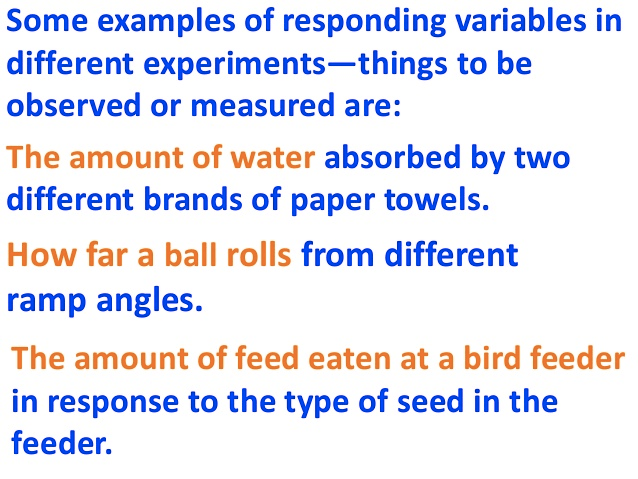 Some examples of responding variables in
different experiments—things to be
observed or measured are:
The amount of water absorbed by two
different brands of paper towels.
How far a ball rolls from different
ramp angles.
The amount of feed eaten at a bird feeder
in response to the type of seed in the
feeder.